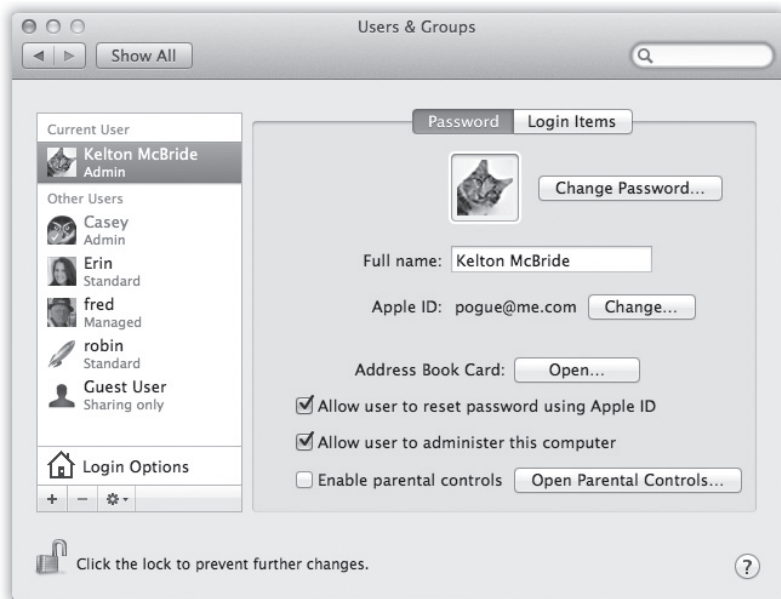 Users & Groups
Show All
Current User
Kelton McBride
Admin
Other Users
Casey
Admin
Erin
Standard
fred
Managed
robin
Standard
Guest User
Sharing only
Login Options
+ −
Password
Login Items
Change Password...
Full name: Kelton McBride
Apple ID: pogue@me.com Change...
Address Book Card: Open...
Allow user to reset password using Apple ID
Allow user to administer this computer
Enable parental controls Open Parental Controls...
Click the lock to prevent further changes.
?